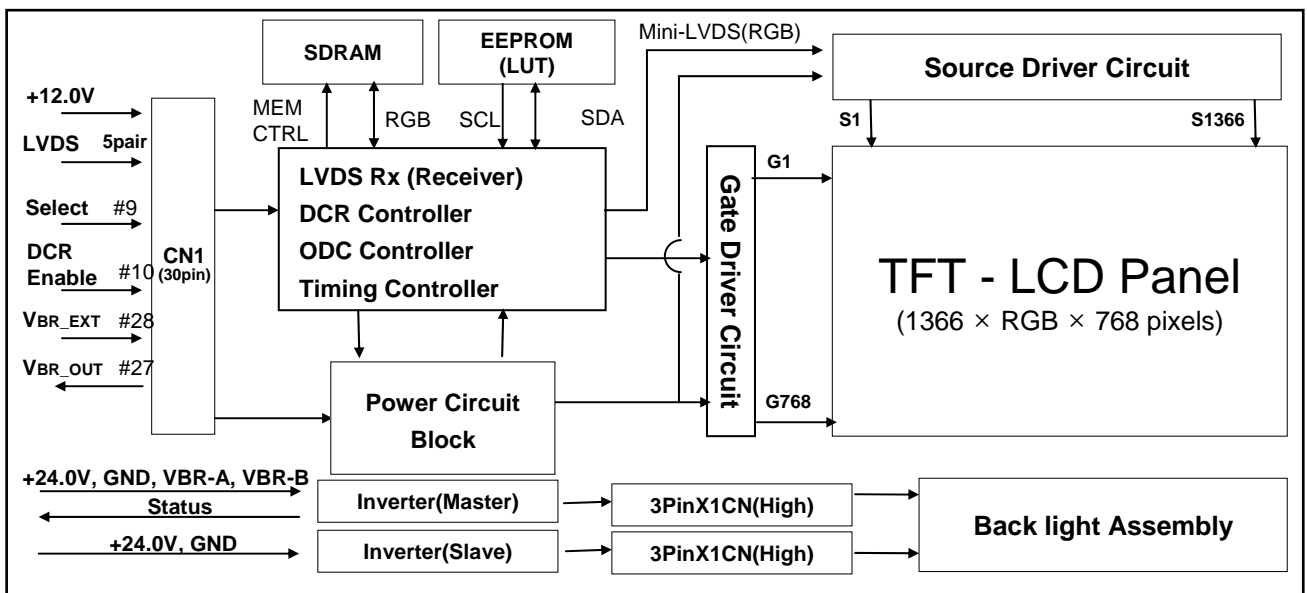 SDRAM
EEPROM
(LUT)
Mini-LVDS(RGB)
Source Driver Circuit
+12.0V
LVDS 5pair
Select #9
DCR
Enable #10
VBR_EXT #28
VBR_OUT #27
CN1
(30pin)
MEM
CTRL
RGB
SCL
SDA
S1
S1366
LVDS Rx (Receiver)
DCR Controller
ODC Controller
Timing Controller
Gate Driver Circuit
G1
G768
TFT - LCD Panel
(1366 × RGB × 768 pixels)
Power Circuit
Block
+24.0V, GND, VBR-A, VBR-B
Status
+24.0V, GND
Inverter(Master)
3PinX1CN(High)
Inverter(Slave)
3PinX1CN(High)
Back light Assembly